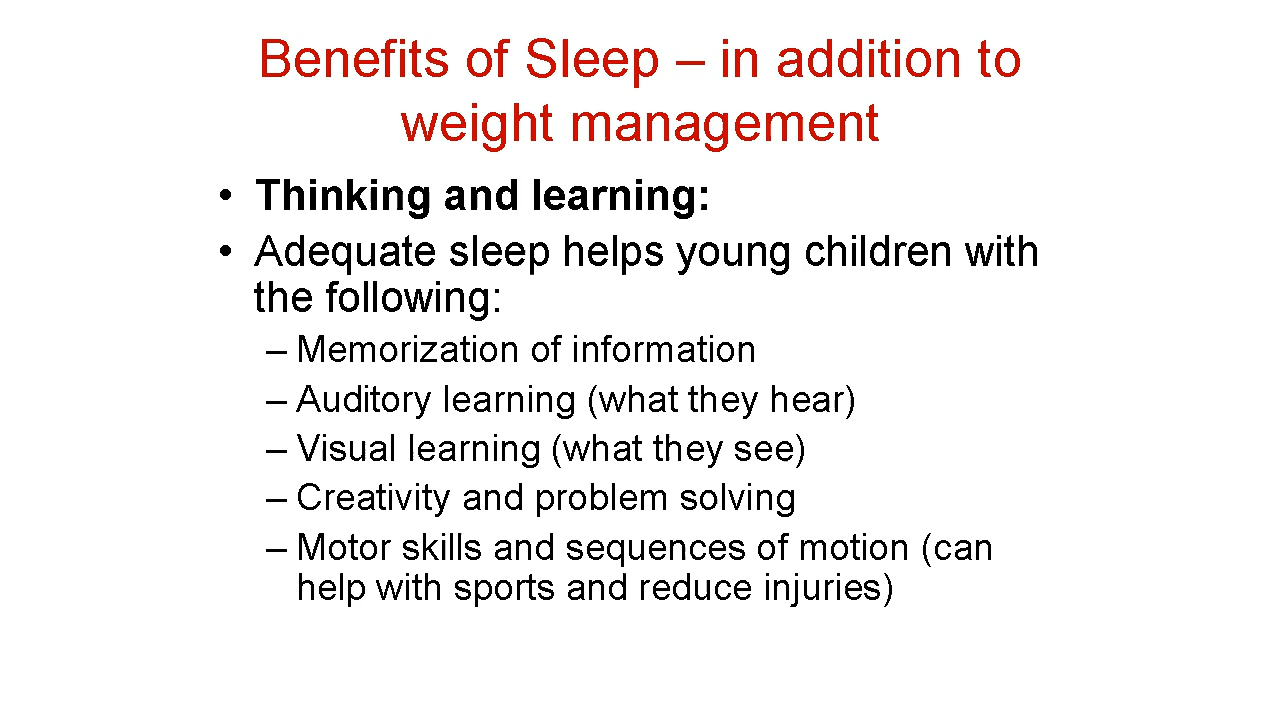 Benefits of Sleep – in addition to
weight management
• Thinking and learning:
• Adequate sleep helps young children with
the following:
– Memorization of information
– Auditory learning (what they hear)
– Visual learning (what they see)
– Creativity and problem solving
– Motor skills and sequences of motion (can
help with sports and reduce injuries)